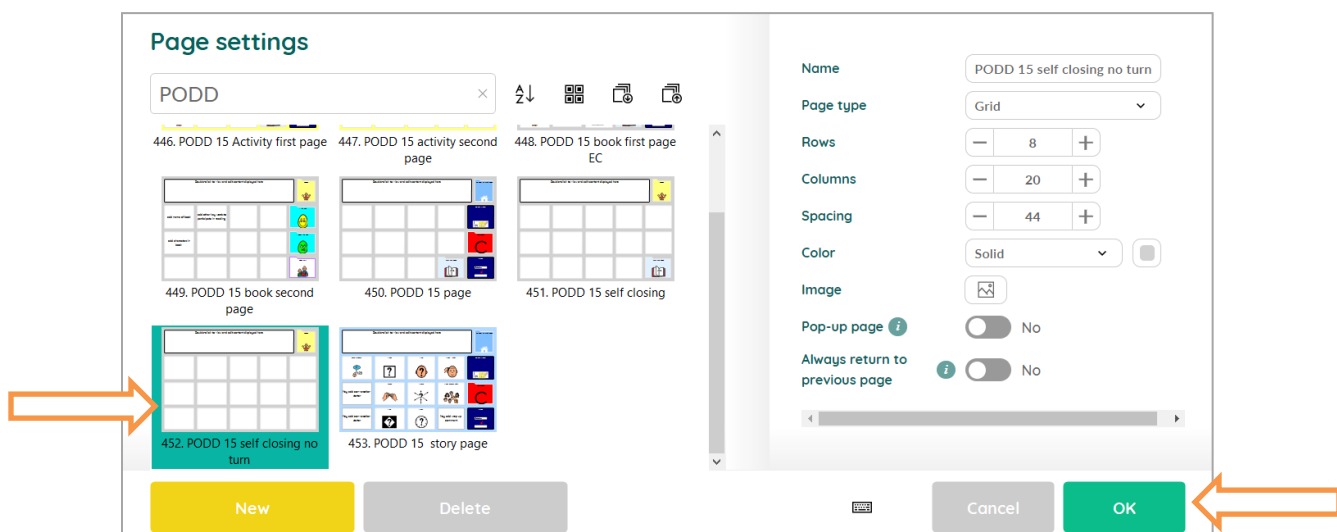 Page settings
PODD
446. PODD 15 Activity first page
447. PODD 15 activity second
page
448. PODD 15 book first page
EC
449. PODD 15 book second
page
450. PODD 15 page
451. PODD 15 self closing
452. PODD 15 self closing no
turn
453. PODD 15 story page
New
Delete
Name
PODD 15 self closing no turn
Page type
Grid
Rows
8
Columns
20
Spacing
44
Color
Solid
Image
Pop-up page
No
Always return to
previous page
No
Cancel
OK